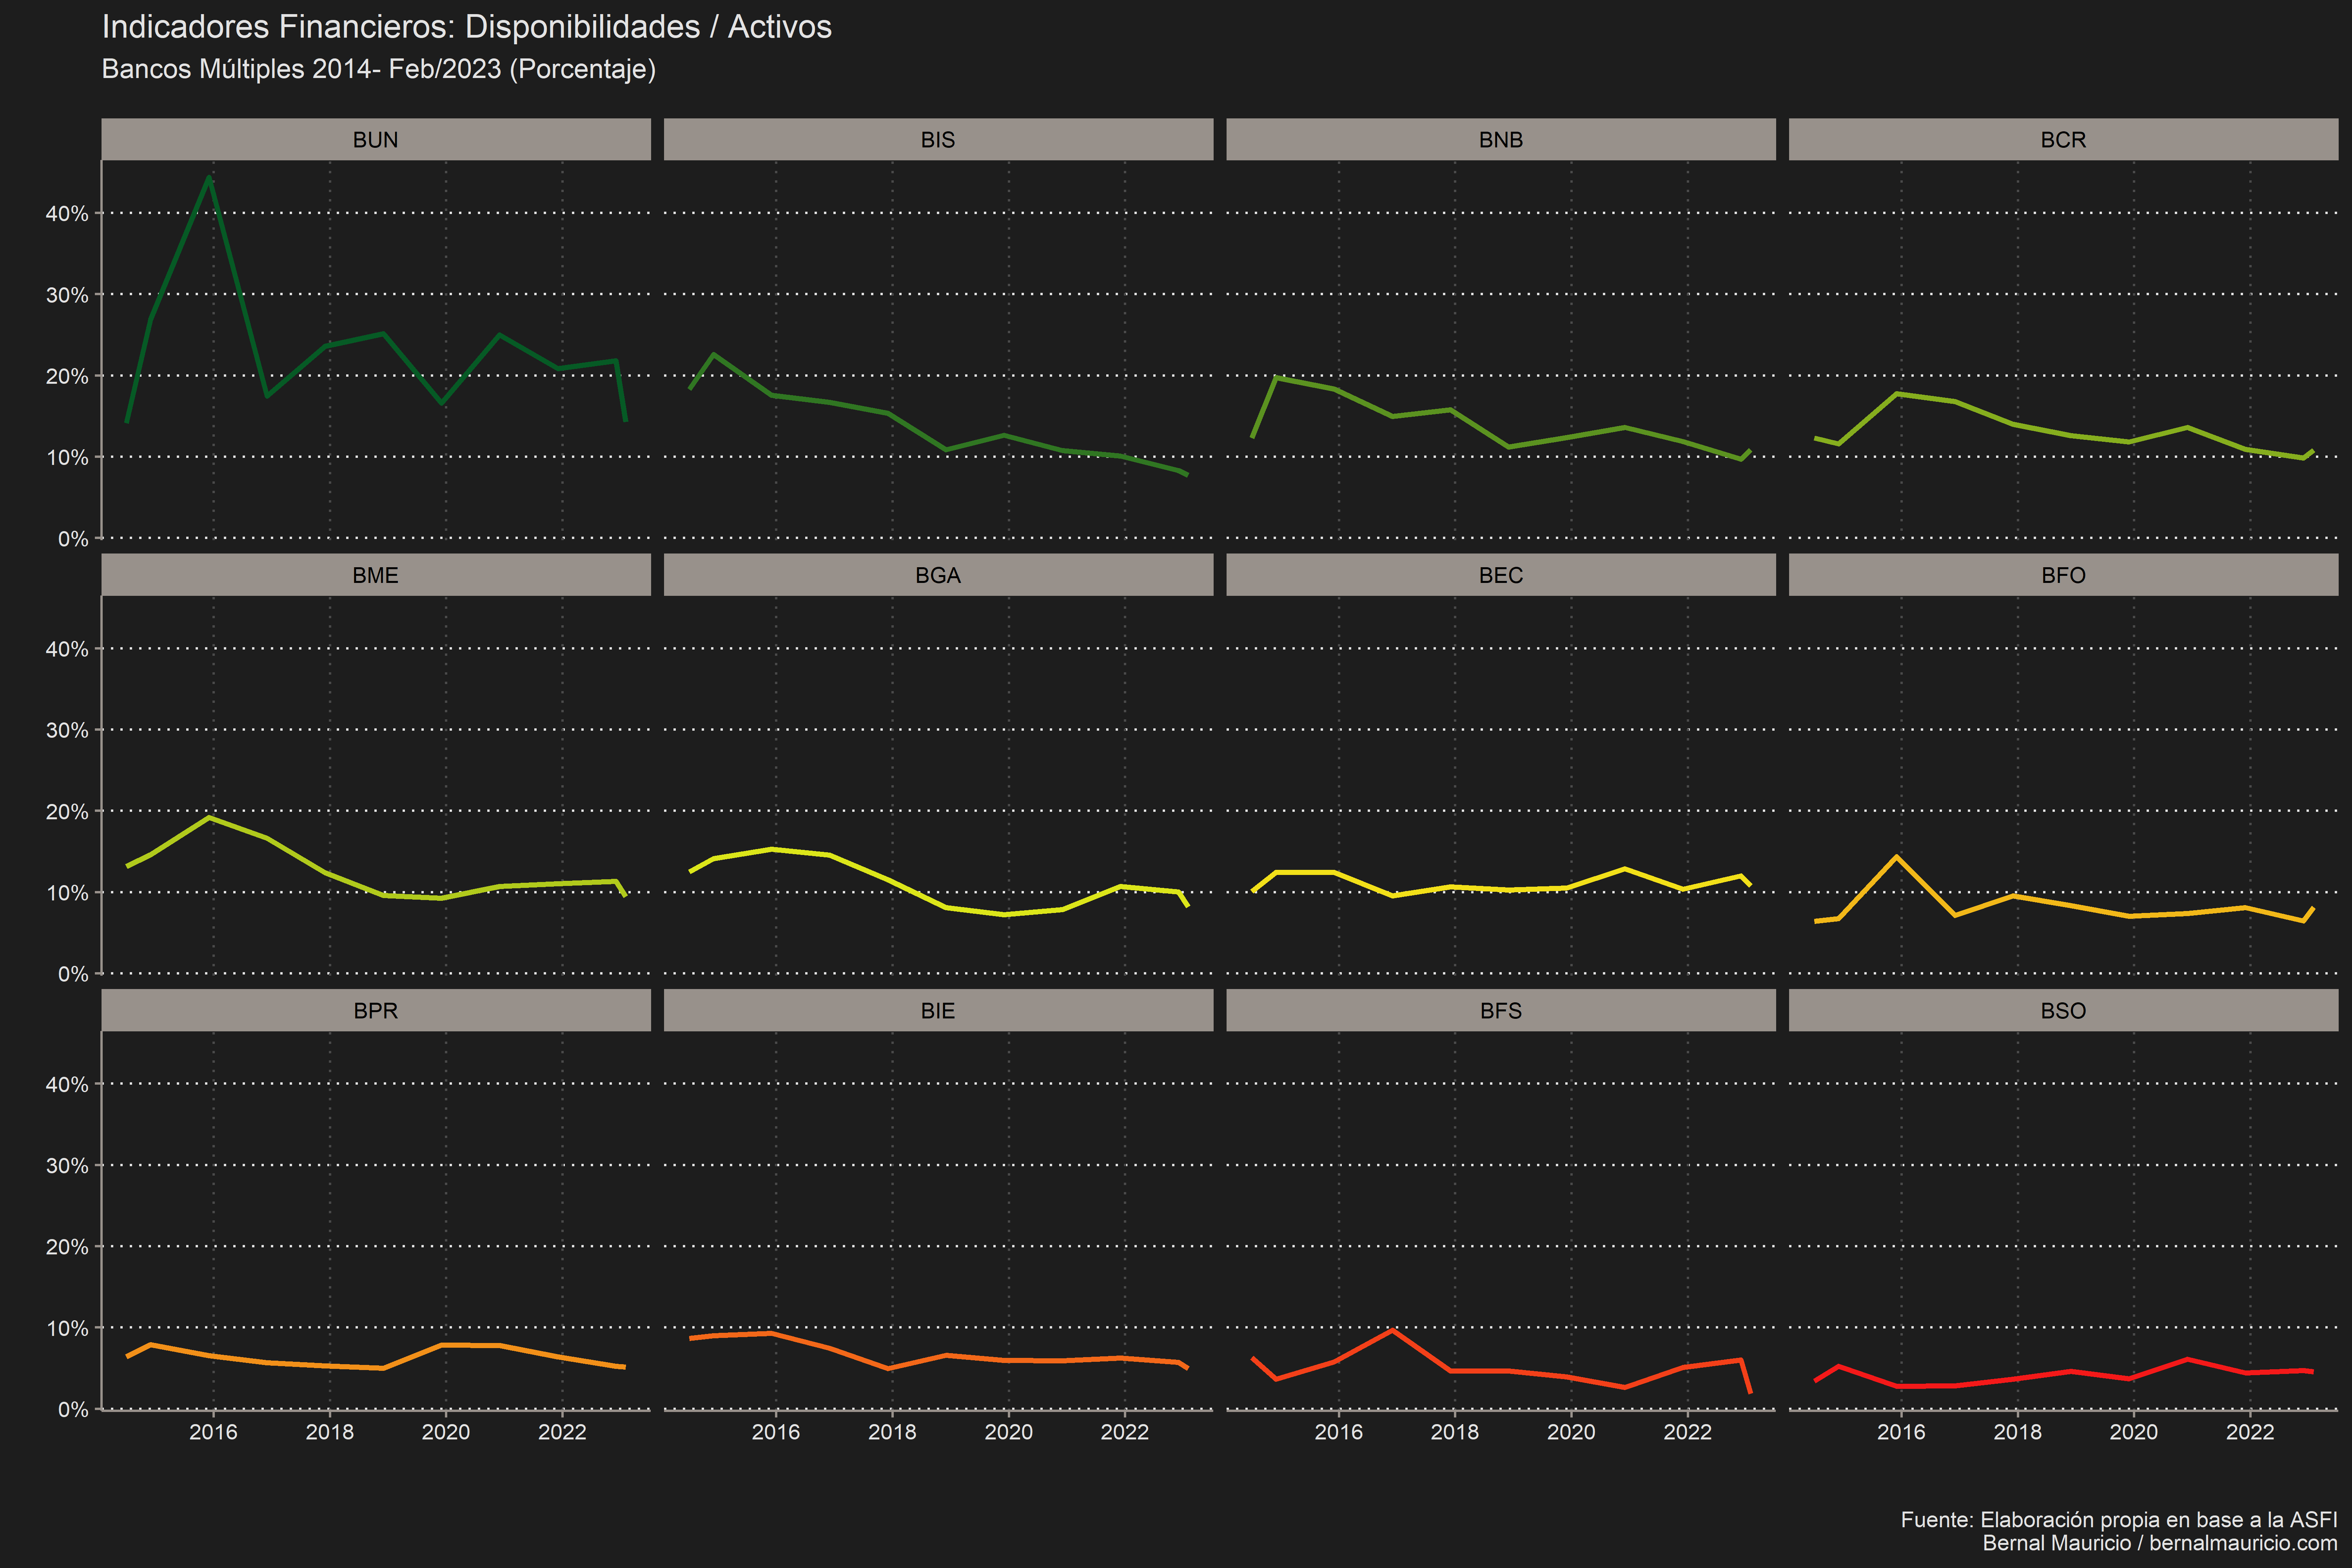 Indicadores Financieros: Disponibilidades / Activos
Bancos Múltiples 2014- Feb/2023 (Porcentaje)
BUN BIS BNB BCR
40%
30%
20%
10%
0%
BME BGA BEC BFO
40%
30%
20%
10%
0%
BPR BIE BFS BSO
40%
30%
20%
10%
0%
2016 2018 2020 2022 2016 2018 2020 2022 2016 2018 2020 2022 2016 2018 2020 2022
Fuente: Elaboración propia en base a la ASFI
Bernal Mauricio / bernalmauricio.com